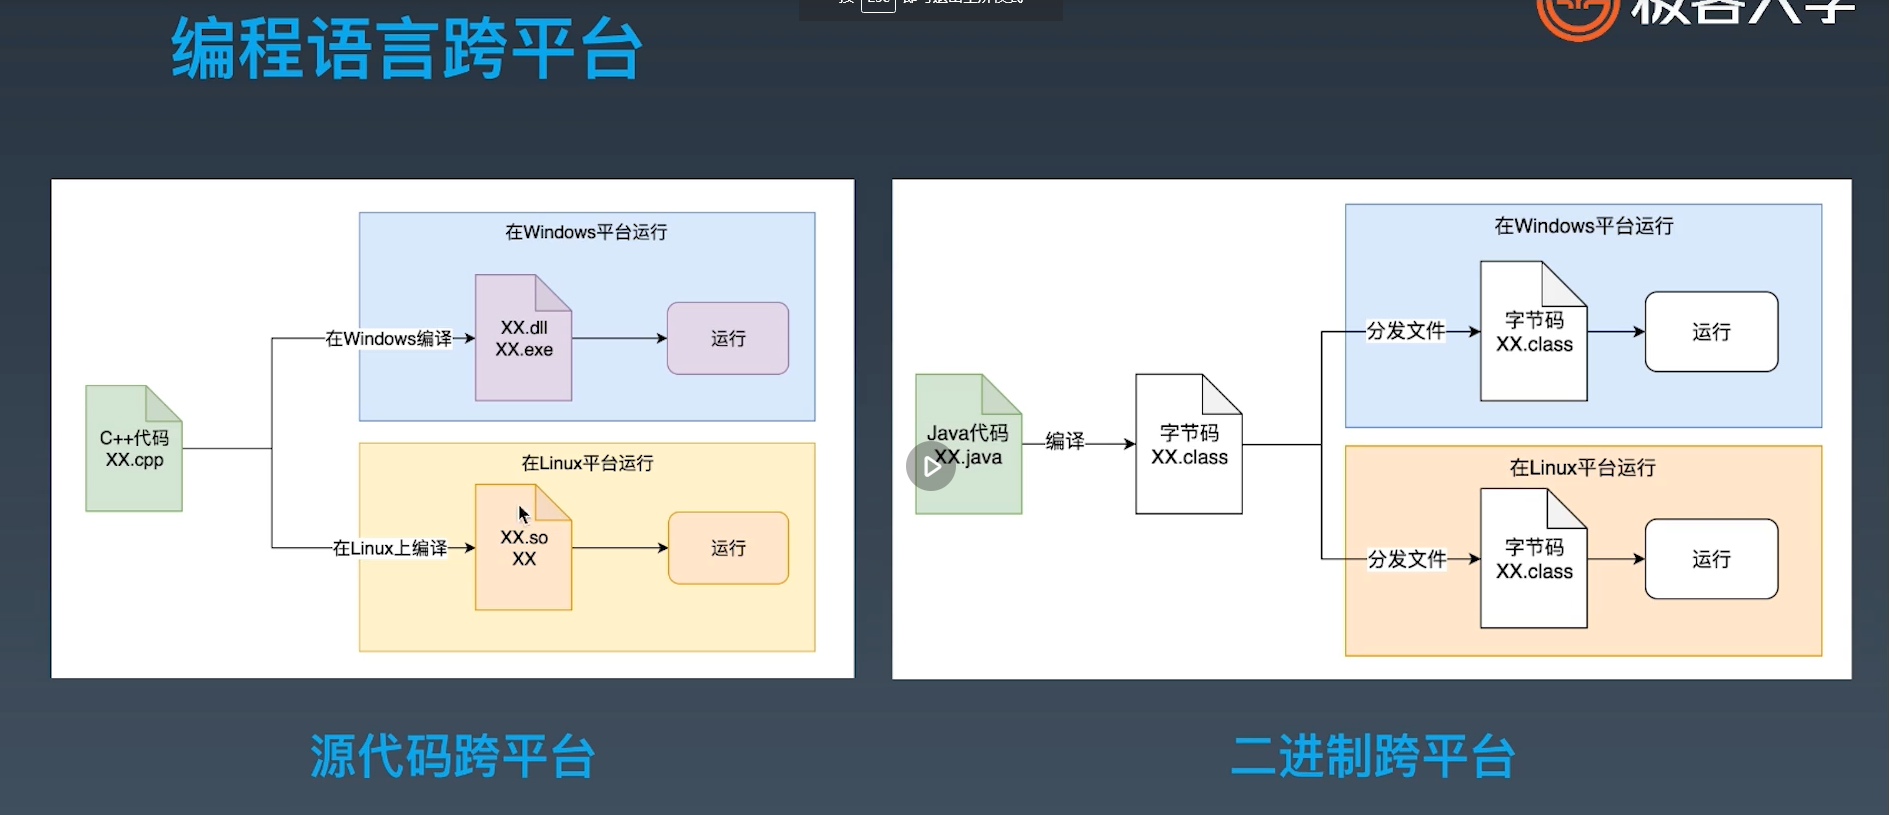 编程语言跨平台
在Windows平台运行
在Windows编译
XX.dll
XX.exe
运行
C++代码
XX.cpp
在Linux平台运行
在Linux上编译
XX.so
XX
运行
源代码跨平台
在Windows平台运行
分发文件
字节码
XX.class
运行
Java代码
XX.java
编译
字节码
XX.class
在Linux平台运行
分发文件
字节码
XX.class
运行
二进制跨平台